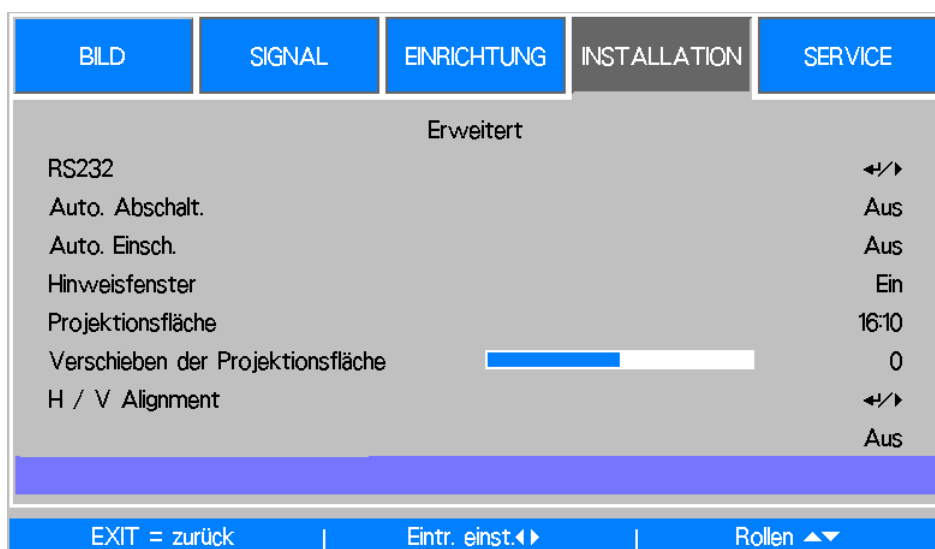 BILD SIGNAL EINRICHTUNG INSTALLATION SERVICE
Erweitert
RS232 ↵/▶
Auto. Abschalt. Aus
Auto. Einsch. Aus
Hinweisfenster Ein
Projektionsfläche 16:10
Verschieben der Projektionsfläche 0
H / V Alignment ↵/▶
Aus
EXIT = zurück | Eintr. einst.◀▶ | Rollen ▲▼